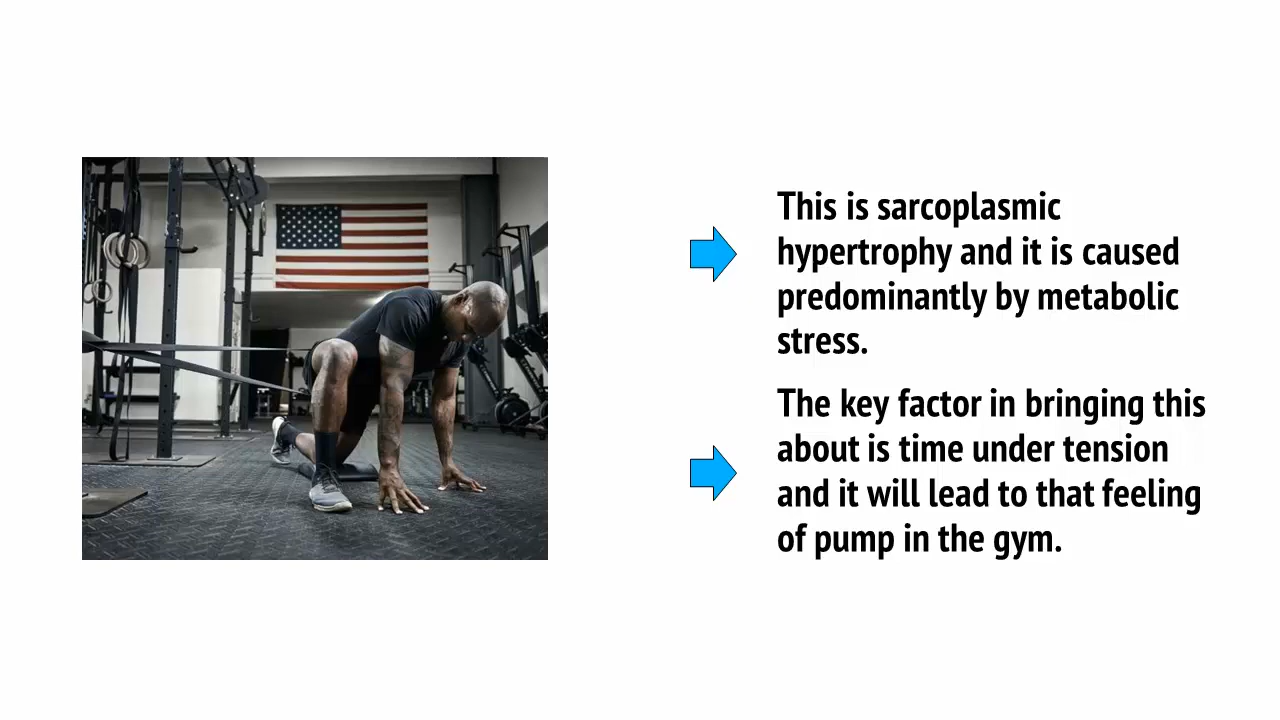 This is sarcoplasmic
hypertrophy and it is caused
predominantly by metabolic
stress.
The key factor in bringing this
about is time under tension
and it will lead to that feeling
of pump in the gym.